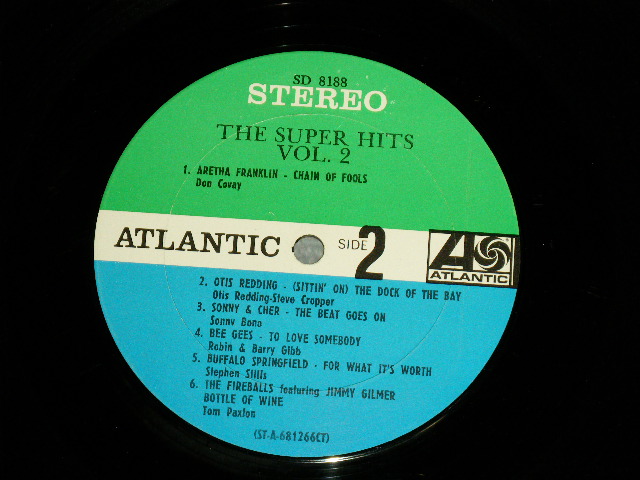 SD 8188
STEREO
THE SUPER HITS
VOL. 2
1. ARETHA FRANKLIN - CHAIN OF FOOLS
Don Covay
ATLANTIC
SIDE 2
ATLANTIC
2. OTIS REDDING - (SITTIN' ON) THE DOCK OF THE BAY
Otis Redding-Steve Cropper
3. SONNY & CHER - THE BEAT GOES ON
Sonny Bono
4. BEE GEES - TO LOVE SOMEBODY
Robin & Barry Gibb
5. BUFFALO SPRINGFIELD - FOR WHAT IT'S WORTH
Stephen Stills
6. THE FIREBALLS featuring JIMMY GILMER
BOTTLE OF WINE
Tom Paxton
(ST-A-681266CT)